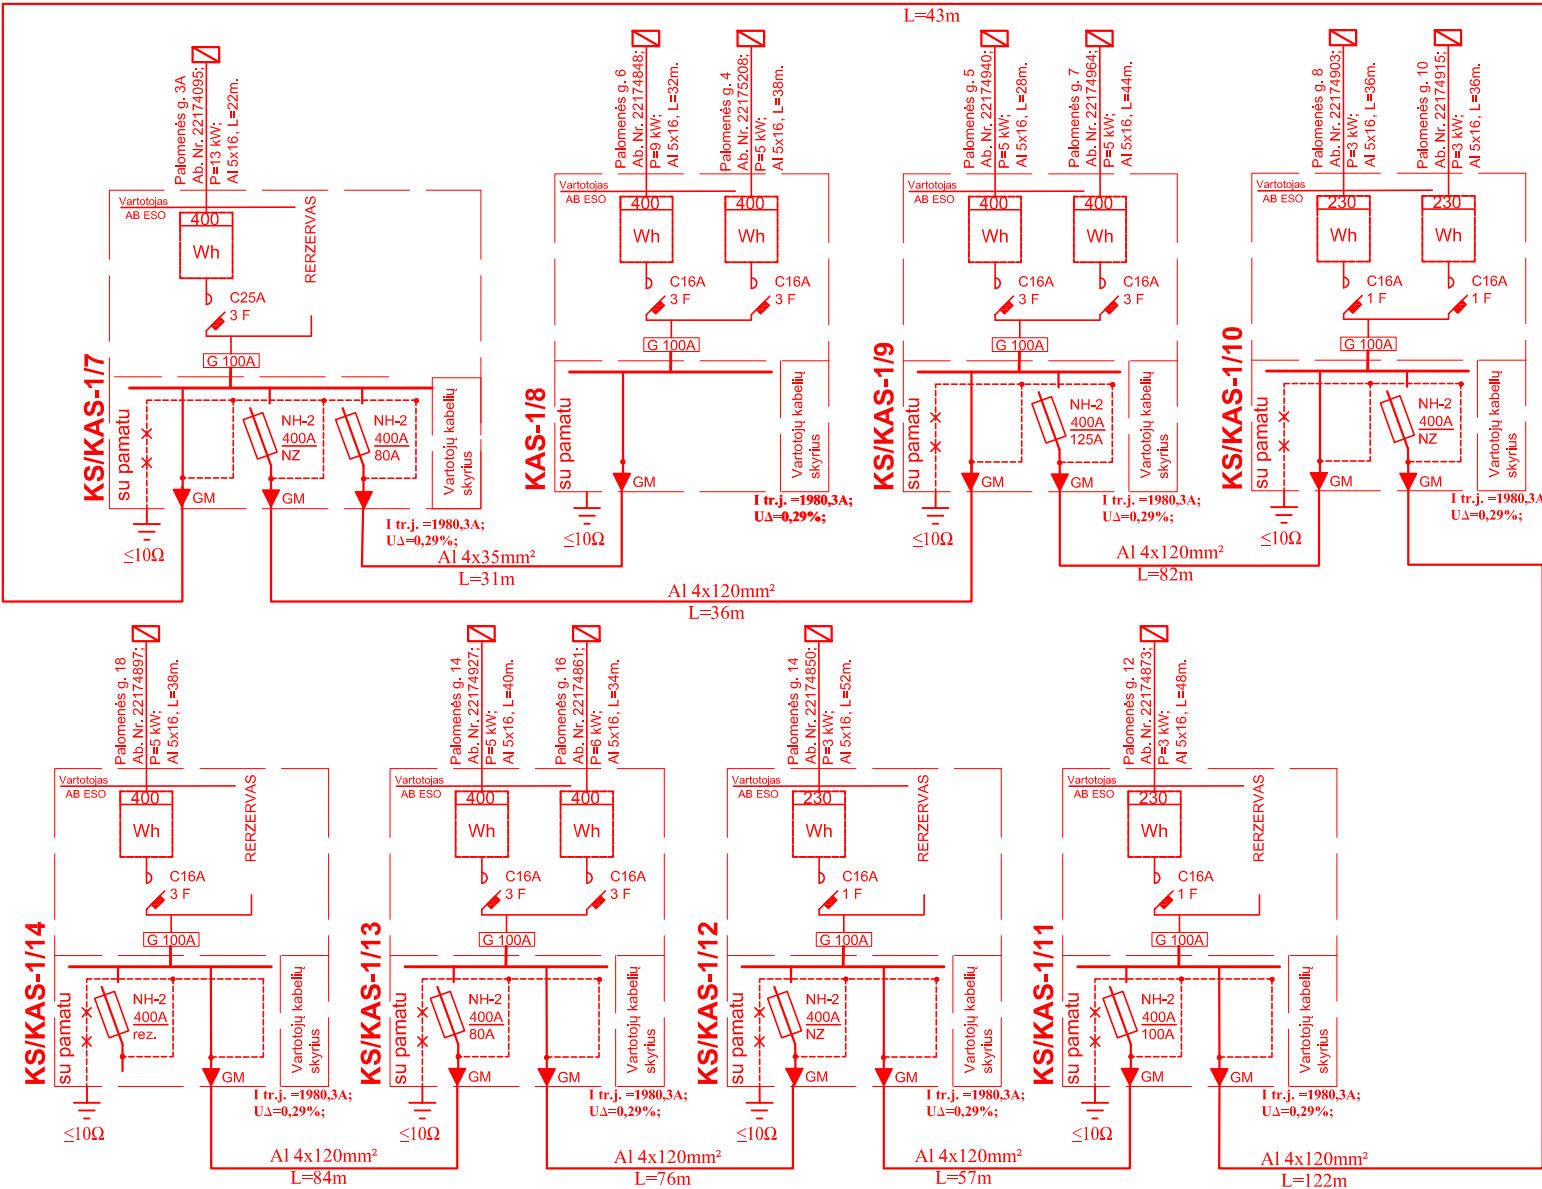 L=43m
Palomenės g. 3A
Ab. Nr. 22174095;
P=13 kW;
Al 5x16, L=22m.
Vartotojas
AB ESO
400
Wh
RERZERVAS
C25A
3 F
G 100A
KS/KAS-1/7
su pamatu
NH-2
400A
NZ
NH-2
400A
80A
Vartotojų kabelių
skyrius
GM
GM
≤10Ω
I tr.j. =1980,3A;
U∆=0,29%;
Al 4x35mm²
L=31m
Palomenės g. 6
Ab. Nr. 22174848;
P=9 kW;
Al 5x16, L=32m.
Palomenės g. 4
Ab. Nr. 22175208;
P=5 kW;
Al 5x16, L=38m.
Vartotojas
AB ESO
400
Wh
400
Wh
C16A
3 F
C16A
3 F
G 100A
KAS-1/8
su pamatu
Vartotojų kabelių
skyrius
GM
≤10Ω
I tr.j. =1980,3A;
U∆=0,29%;
Al 4x120mm²
L=36m
Palomenės g. 5
Ab. Nr. 22174940;
P=5 kW;
Al 5x16, L=28m.
Palomenės g. 7
Ab. Nr. 22174964;
P=5 kW;
Al 5x16, L=44m.
Vartotojas
AB ESO
400
Wh
400
Wh
C16A
3 F
C16A
3 F
G 100A
KS/KAS-1/9
su pamatu
NH-2
400A
125A
Vartotojų kabelių
skyrius
GM
GM
≤10Ω
I tr.j. =1980,3A;
U∆=0,29%;
Al 4x120mm²
L=82m
Palomenės g. 8
Ab. Nr. 22174903;
P=3 kW;
Al 5x16, L=36m.
Palomenės g. 10
Ab. Nr. 22174915;
P=3 kW;
Al 5x16, L=36m.
Vartotojas
AB ESO
230
Wh
230
Wh
C16A
1 F
C16A
1 F
G 100A
KS/KAS-1/10
su pamatu
NH-2
400A
NZ
Vartotojų kabelių
skyrius
GM
GM
≤10Ω
I tr.j. =1980,3A
U∆=0,29%;
Palomenės g. 18
Ab. Nr. 22174897;
P=5 kW;
Al 5x16, L=38m.
Vartotojas
AB ESO
400
Wh
RERZERVAS
C16A
3 F
G 100A
KS/KAS-1/14
su pamatu
NH-2
400A
rez.
Vartotojų kabelių
skyrius
GM
≤10Ω
I tr.j. =1980,3A;
U∆=0,29%;
Al 4x120mm²
L=84m
Palomenės g. 14
Ab. Nr. 22174927;
P=5 kW;
Al 5x16, L=40m.
Palomenės g. 16
Ab. Nr. 22174861;
P=6 kW;
Al 5x16, L=34m.
Vartotojas
AB ESO
400
Wh
400
Wh
C16A
3 F
C16A
3 F
G 100A
KS/KAS-1/13
su pamatu
NH-2
400A
80A
Vartotojų kabelių
skyrius
GM
GM
≤10Ω
I tr.j. =1980,3A;
U∆=0,29%;
Al 4x120mm²
L=76m
Palomenės g. 14
Ab. Nr. 22174850;
P=3 kW;
Al 5x16, L=52m.
Vartotojas
AB ESO
230
Wh
RERZERVAS
C16A
1 F
G 100A
KS/KAS-1/12
su pamatu
NH-2
400A
NZ
Vartotojų kabelių
skyrius
GM
GM
≤10Ω
I tr.j. =1980,3A;
U∆=0,29%;
Al 4x120mm²
L=57m
Palomenės g. 12
Ab. Nr. 22174873;
P=3 kW;
Al 5x16, L=48m.
Vartotojas
AB ESO
230
Wh
RERZERVAS
C16A
1 F
G 100A
KS/KAS-1/11
su pamatu
NH-2
400A
100A
Vartotojų kabelių
skyrius
GM
GM
≤10Ω
I tr.j. =1980,3A;
U∆=0,29%;
Al 4x120mm²
L=122m